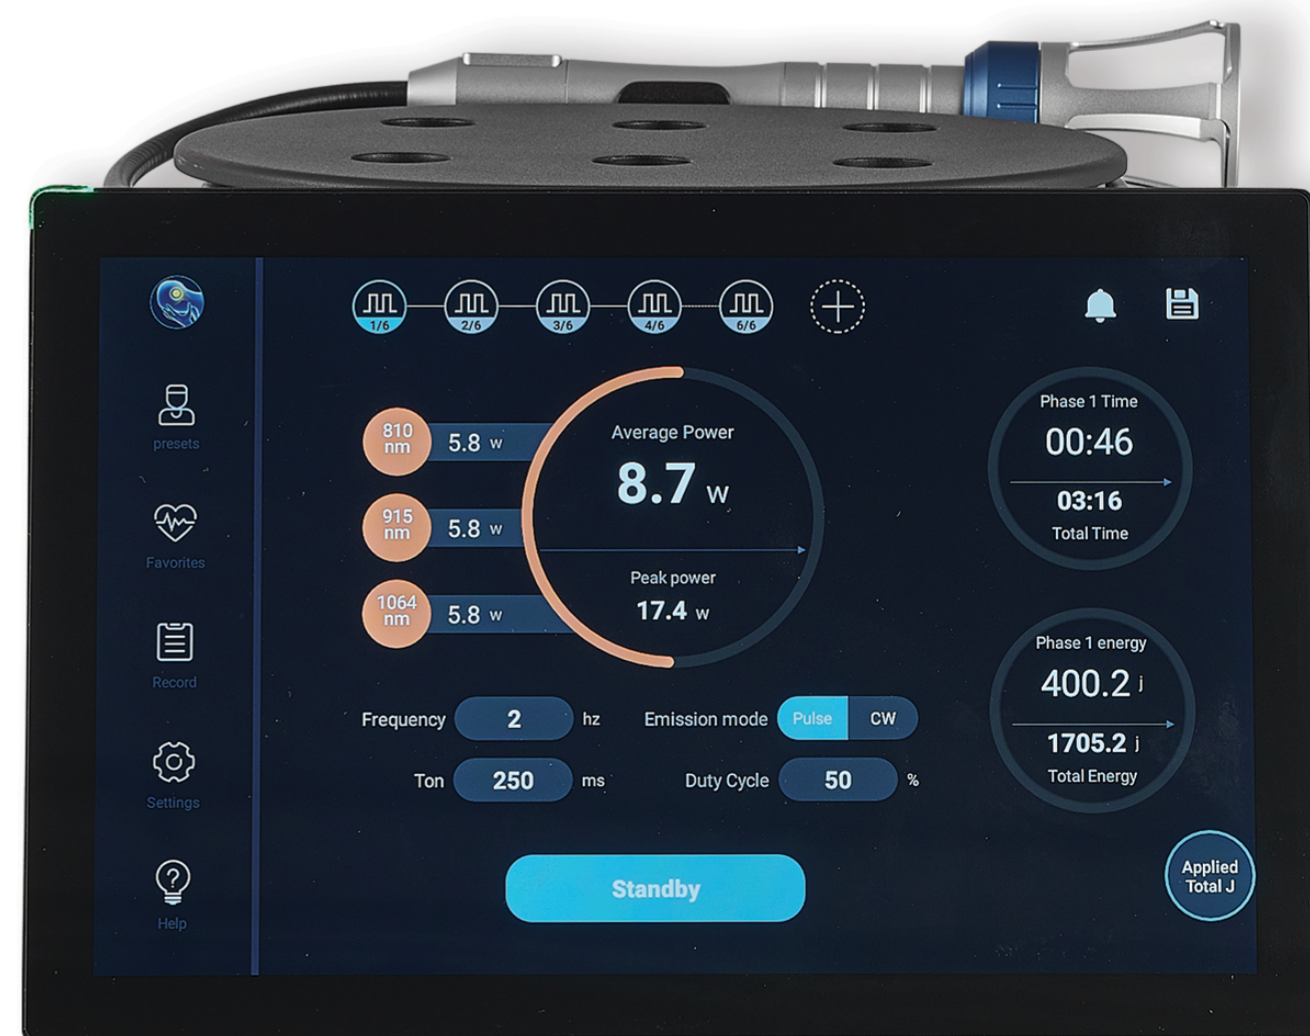 1/6
2/6
3/6
4/6
6/6
presets
Favorites
Record
Settings
Help
810
nm
5.8 w
915
nm
5.8 w
1064
nm
5.8 w
Average Power
8.7 w
Peak power
17.4 w
Phase 1 Time
00:46
03:16
Total Time
Phase 1 energy
400.2 j
1705.2 j
Total Energy
Frequency 2 hz
Emission mode Pulse CW
Ton 250 ms
Duty Cycle 50 %
Standby
Applied
Total J